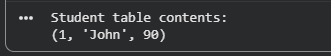 Student table contents:
(1, 'John', 90)